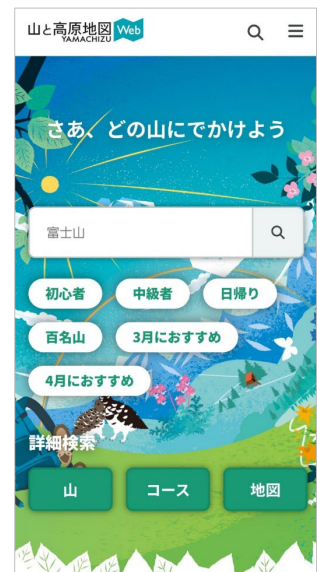 山と高原地図 Web
YAMACHIZU
さあ、どの山にでかけよう
富士山
初心者 中級者 日帰り
百名山 3月におすすめ
4月におすすめ
詳細検索
山 コース 地図